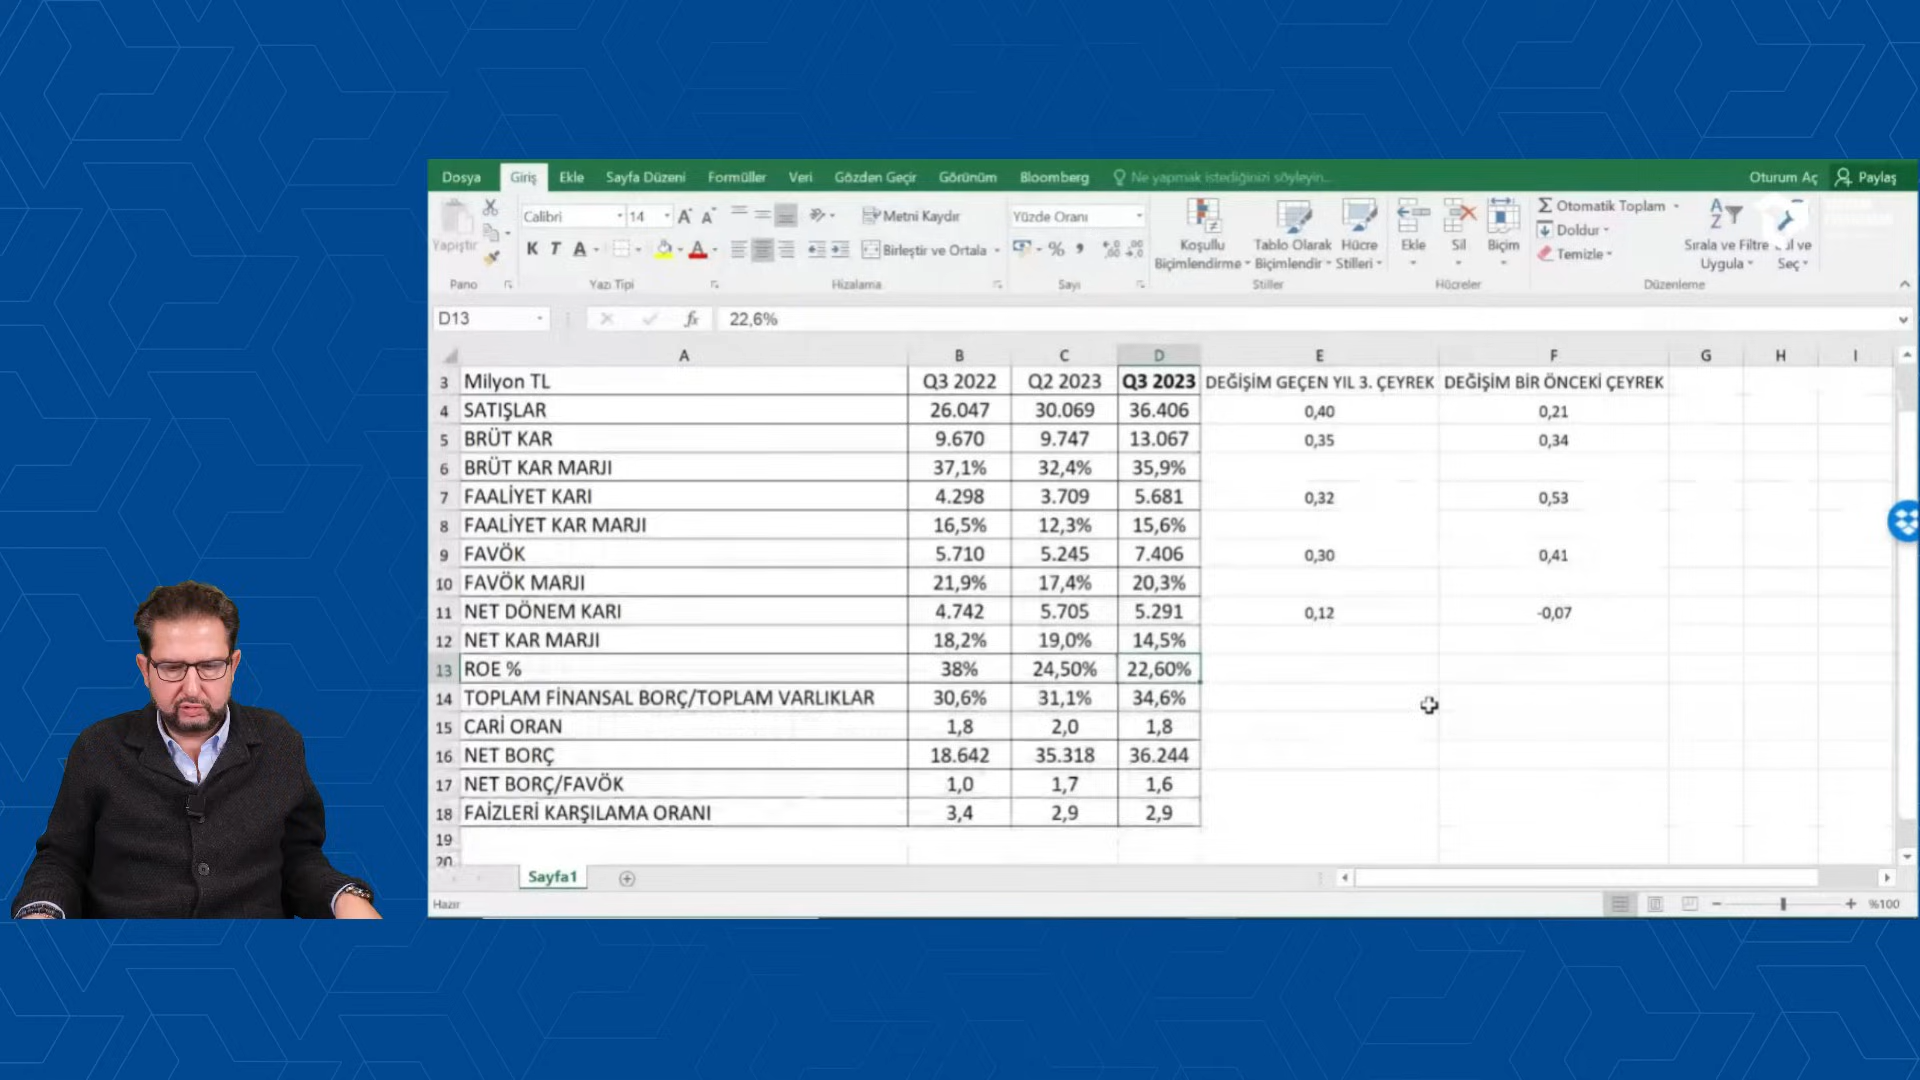 Dosya Giriş Ekle Sayfa Düzeni Formüller Veri Gözden Geçir Görünüm Bloomberg Ne yapmak istediğinizi söyleyin... Oturum Aç Paylaş
Calibri 14 Metni Kaydır Yüzde Oranı Otomatik Toplam
Doldur
Yapıştır K T A Birleştir ve Ortala % Koşullu Tablo Olarak Hücre Ekle Sil Biçim Temizle Sırala ve Filtre ve
Biçimlendirme Biçimlendir Stilleri Uygula Seç
Pano Yazı Tipi Hizalama Sayı Stiller Hücreler Düzenleme
D13 fx 22,6%
A B C D E F G H I
3 Milyon TL Q3 2022 Q2 2023 Q3 2023 DEĞİŞİM GEÇEN YIL 3. ÇEYREK DEĞİŞİM BİR ÖNCEKİ ÇEYREK
4 SATIŞLAR 26.047 30.069 36.406 0,40 0,21
5 BRÜT KAR 9.670 9.747 13.067 0,35 0,34
6 BRÜT KAR MARJI 37,1% 32,4% 35,9%
7 FAALİYET KARI 4.298 3.709 5.681 0,32 0,53
8 FAALİYET KAR MARJI 16,5% 12,3% 15,6%
9 FAVÖK 5.710 5.245 7.406 0,30 0,41
10 FAVÖK MARJI 21,9% 17,4% 20,3%
11 NET DÖNEM KARI 4.742 5.705 5.291 0,12 -0,07
12 NET KAR MARJI 18,2% 19,0% 14,5%
13 ROE % 38% 24,50% 22,60%
14 TOPLAM FİNANSAL BORÇ/TOPLAM VARLIKLAR 30,6% 31,1% 34,6%
15 CARİ ORAN 1,8 2,0 1,8
16 NET BORÇ 18.642 35.318 36.244
17 NET BORÇ/FAVÖK 1,0 1,7 1,6
18 FAİZLERİ KARŞILAMA ORANI 3,4 2,9 2,9
19
20
Sayfa1
Hazır %100